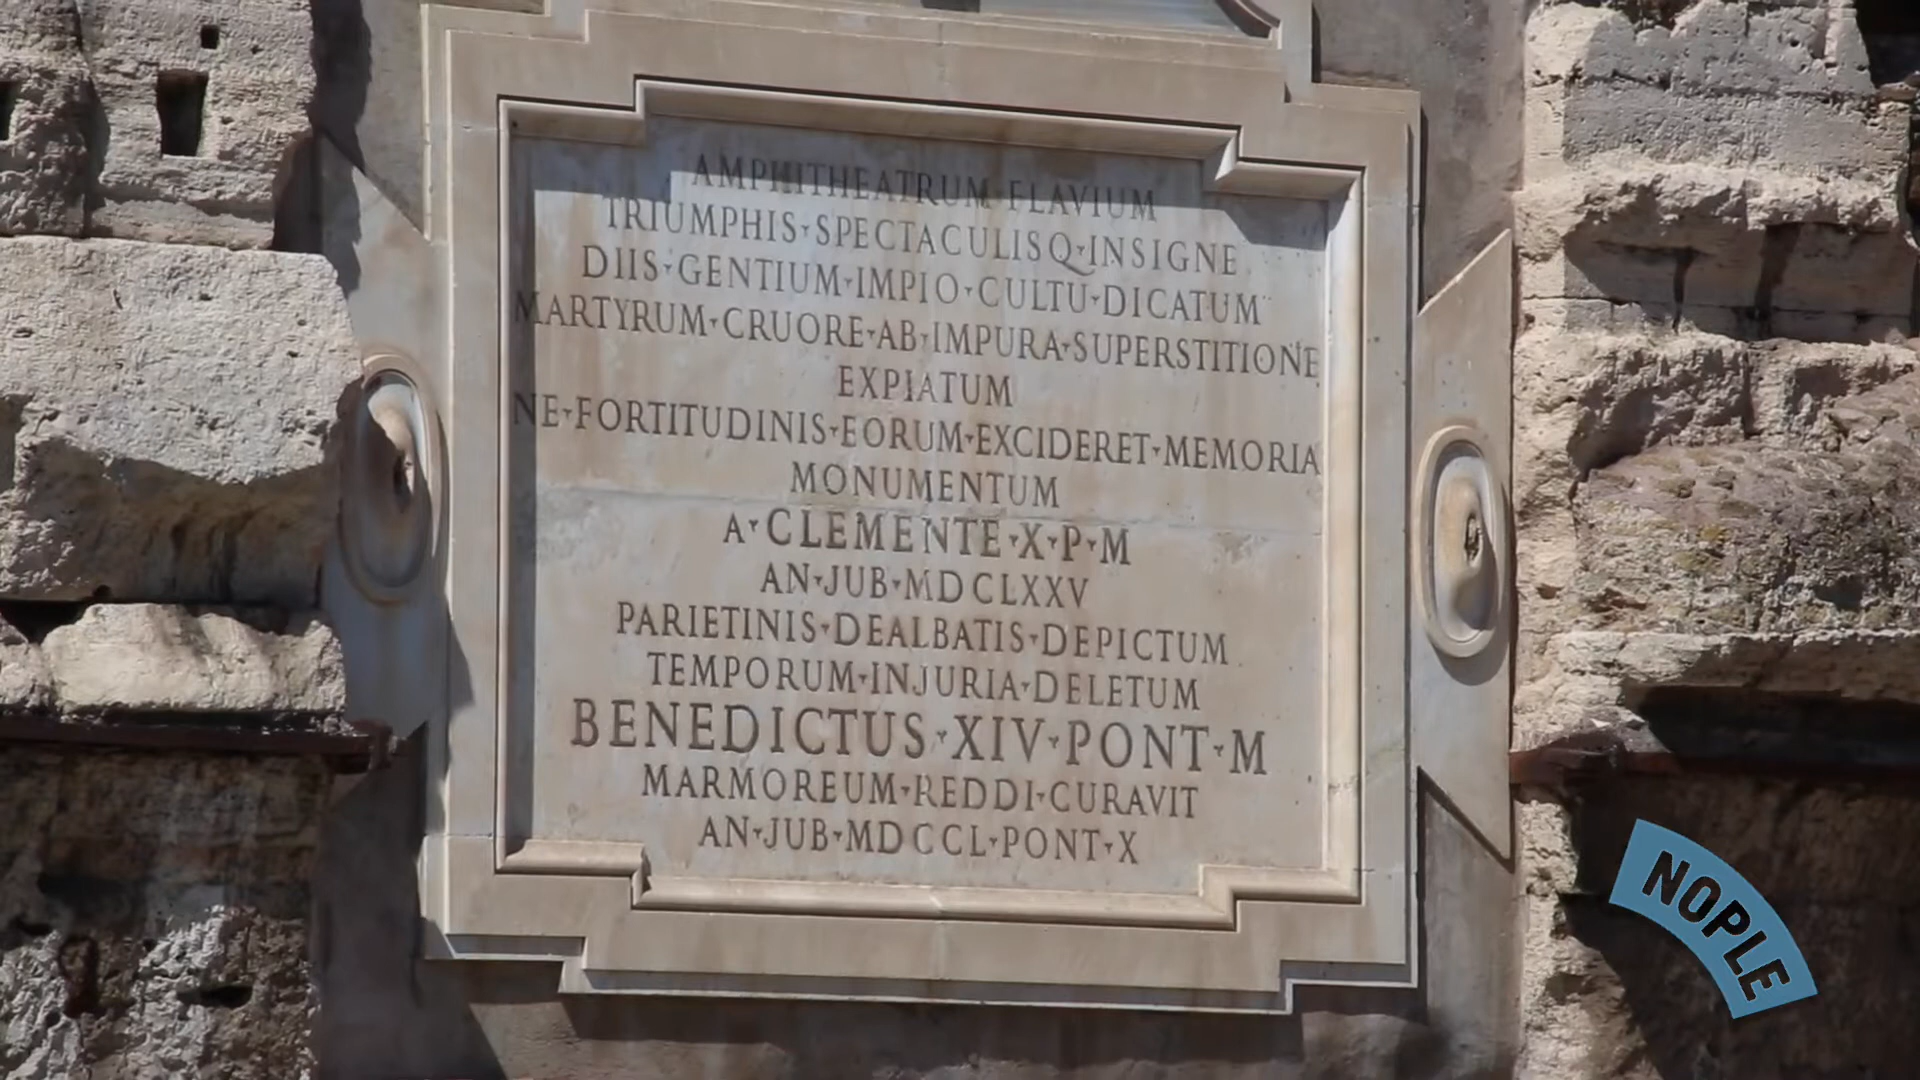 AMPHITHEATRUM FLAVIUM
TRIUMPHIS SPECTACULISQ INSIGNE
DIIS GENTIUM IMPIO CULTU DICATUM
MARTYRUM CRUORE AB IMPURA SUPERSTITIONE
EXPIATUM
NE FORTITUDINIS EORUM EXCIDERET MEMORIA
MONUMENTUM
A CLEMENTE X P M
AN JUB MDCLXXV
PARIETINIS DEALBATIS DEPICTUM
TEMPORUM INJURIA DELETUM
BENEDICTUS XIV PONT M
MARMOREUM REDDI CURAVIT
AN JUB MDCCL PONT X
NOPLE